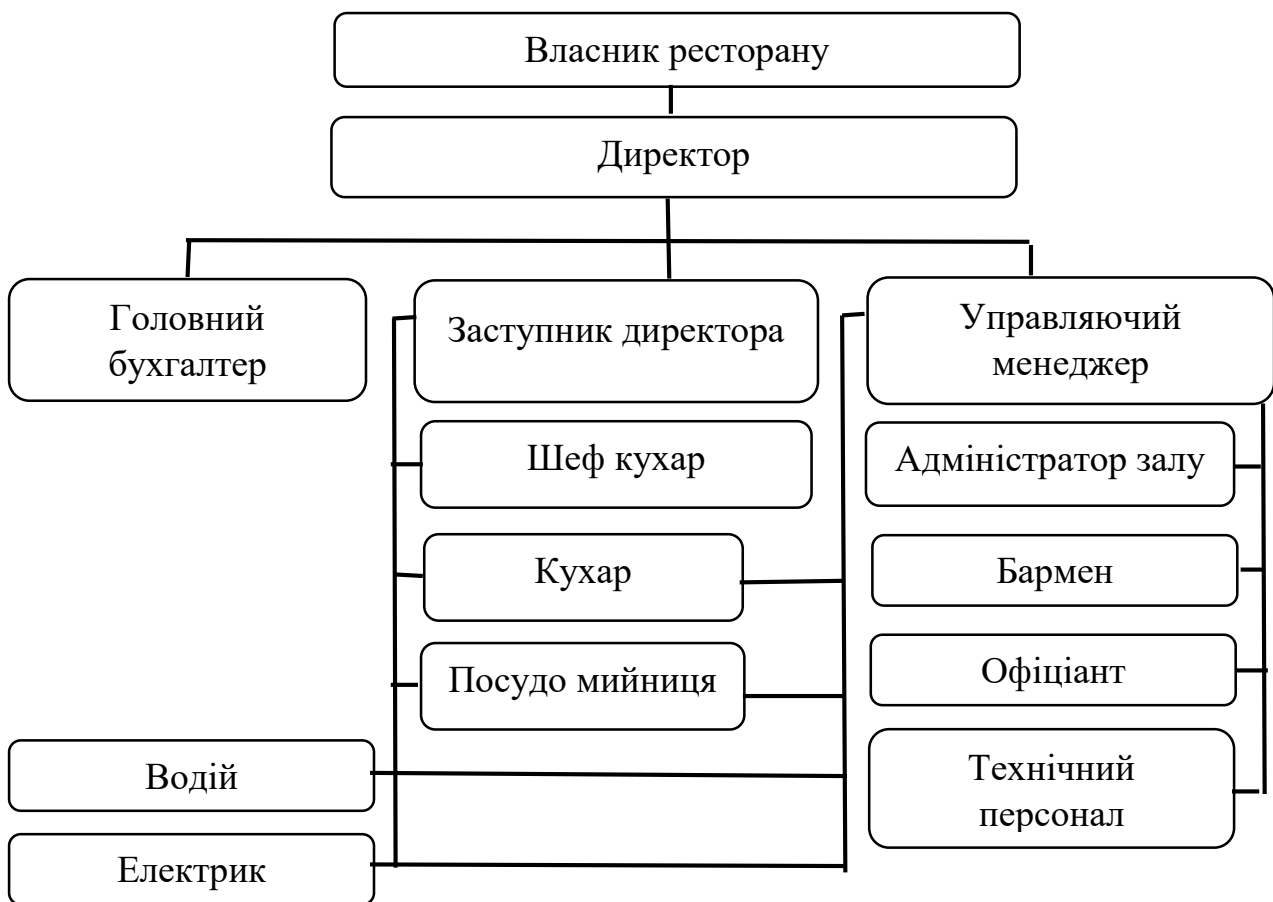 Власник ресторану
Директор
Головний
бухгалтер
Заступник директора
Управляючий
менеджер
Шеф кухар
Адміністратор залу
Кухар
Бармен
Посудо мийниця
Офіціант
Водій
Технічний
персонал
Електрик